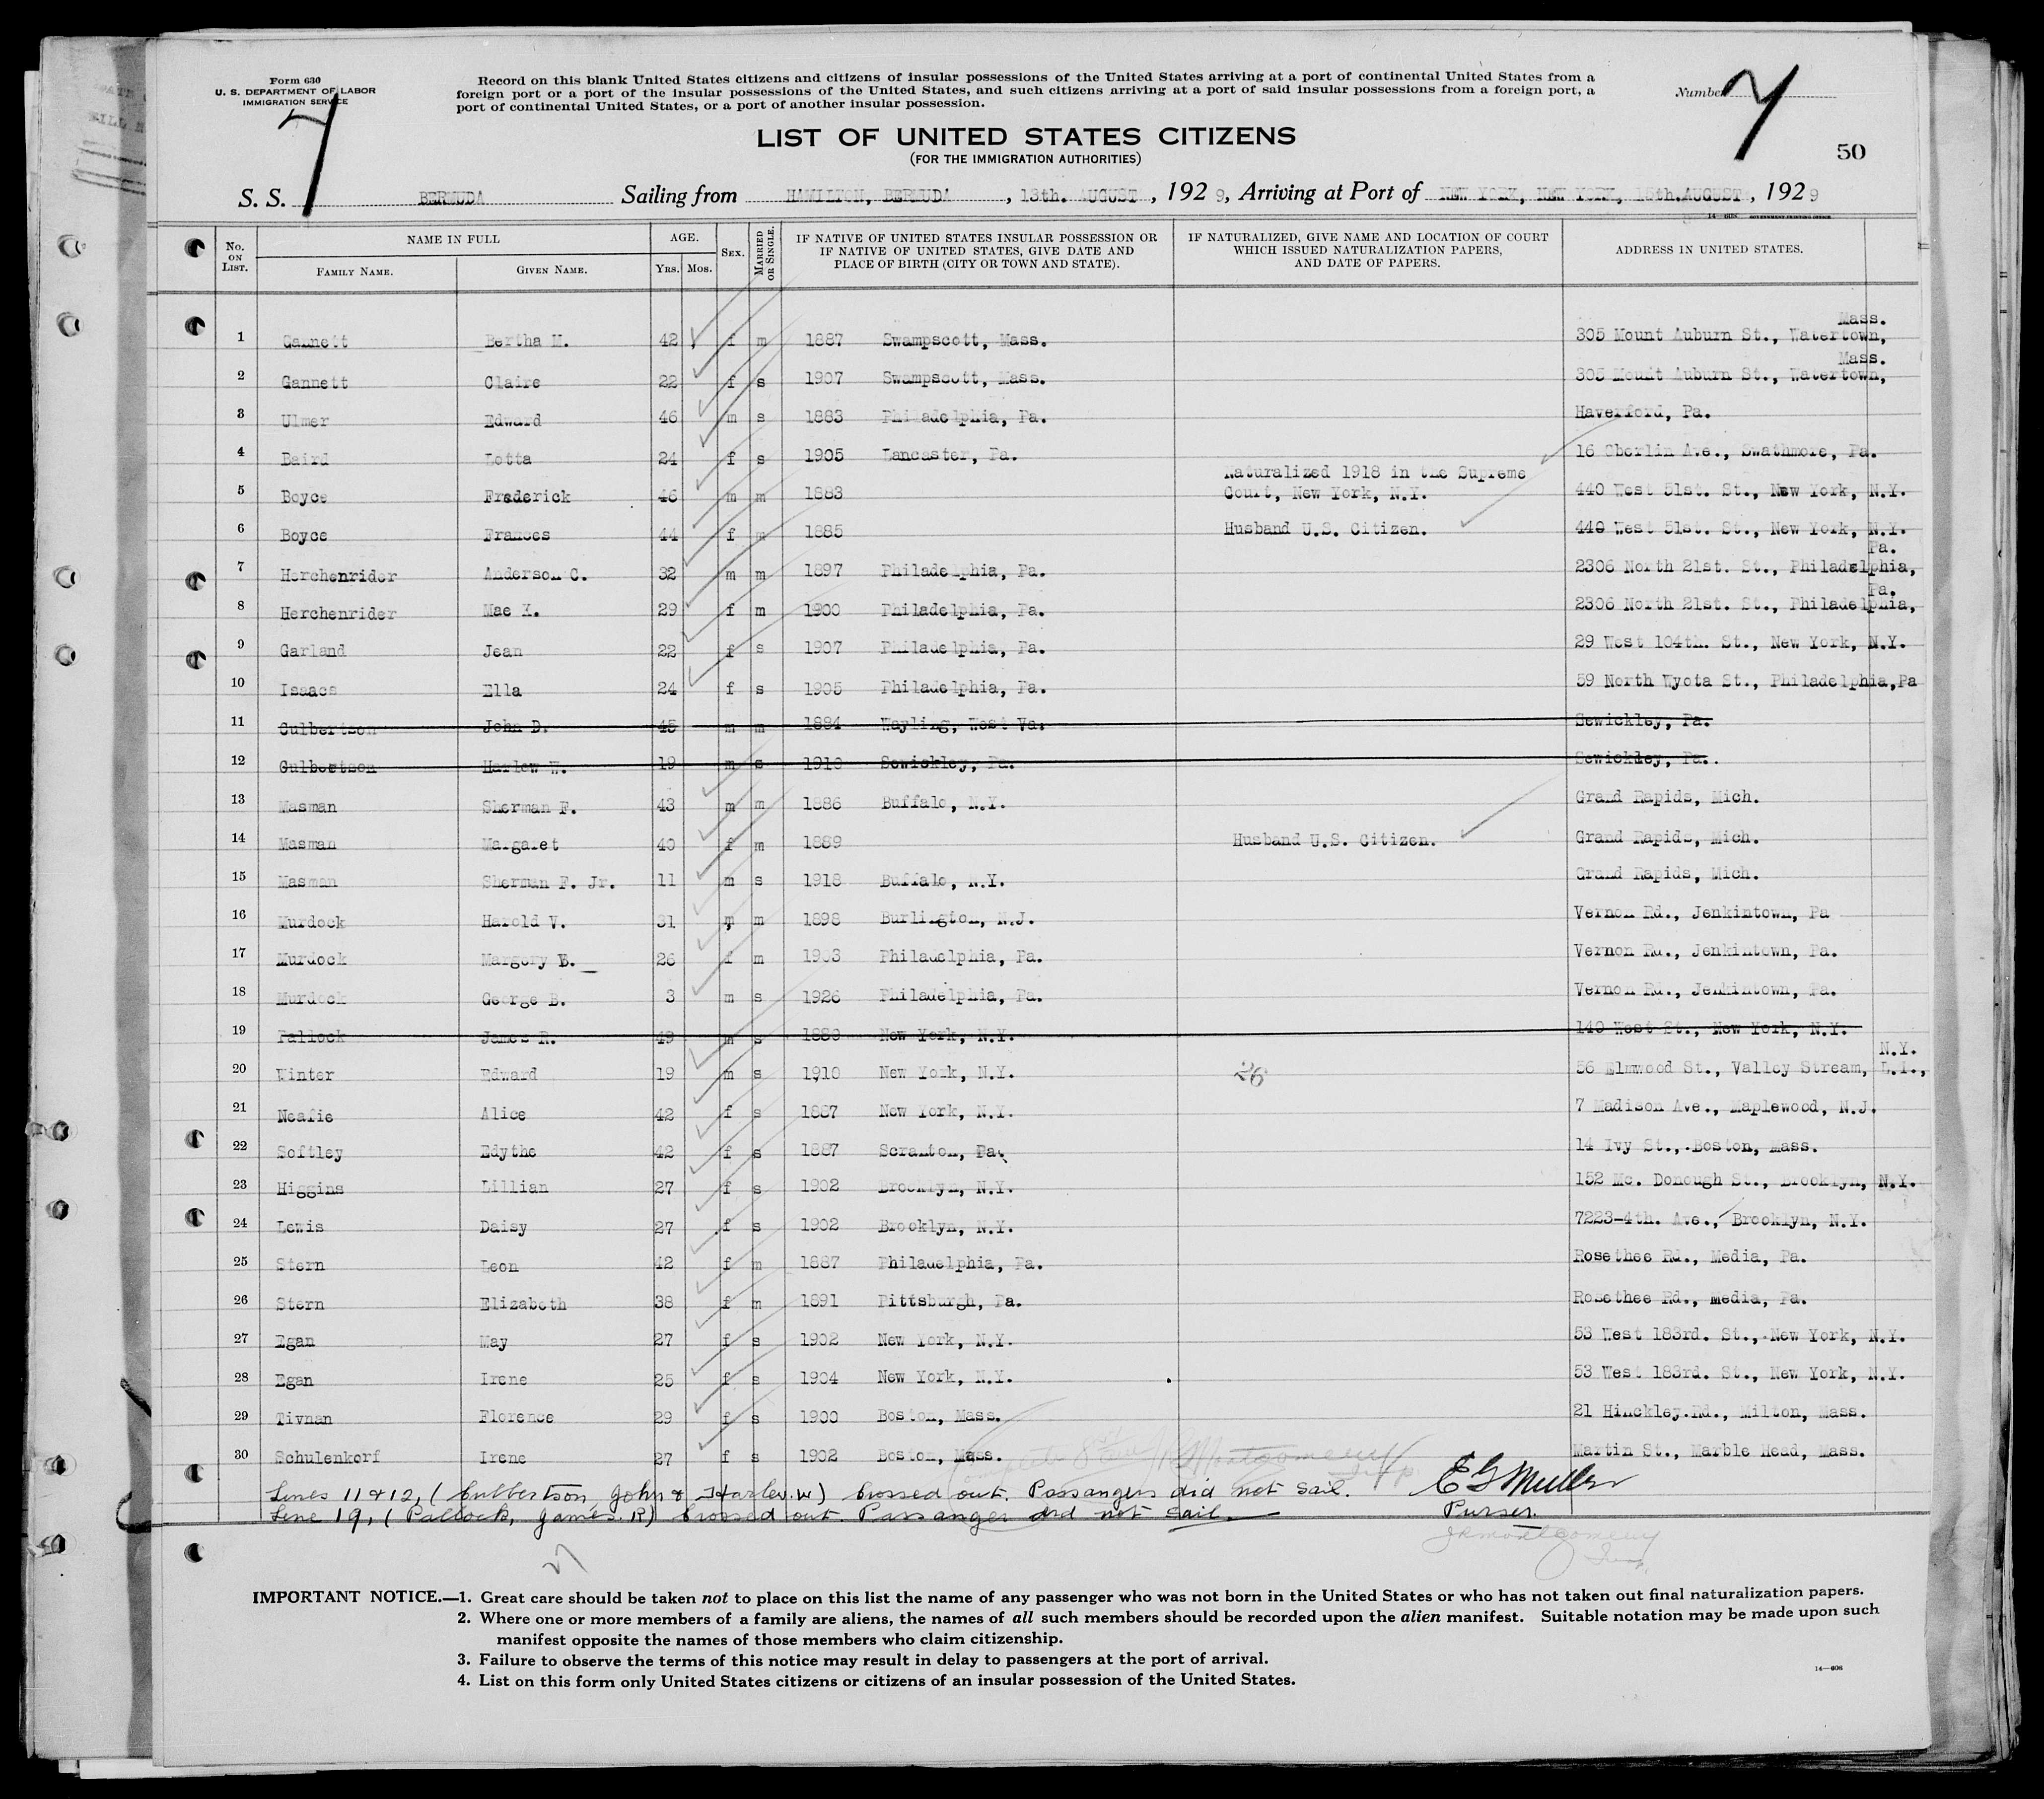 Form 630
U. S. DEPARTMENT OF LABOR
IMMIGRATION SERVICE
Record on this blank United States citizens and citizens of insular possessions of the United States arriving at a port of continental United States from a
foreign port or a port of the insular possessions of the United States, and such citizens arriving at a port of said insular possessions from a foreign port, a
port of continental United States, or a port of another insular possession.
Number 7
7
LIST OF UNITED STATES CITIZENS
(FOR THE IMMIGRATION AUTHORITIES)
50
S. S. BERMUDA Sailing from HAMILTON, BERMUDA, 13th. AUGUST, 1929, Arriving at Port of NEW YORK, NEW YORK, 15th. AUGUST, 1929
No. ON LIST. NAME IN FULL FAMILY NAME. GIVEN NAME. AGE. YRS. MOS. SEX. MARRIED OR SINGLE. IF NATIVE OF UNITED STATES INSULAR POSSESSION OR IF NATIVE OF UNITED STATES, GIVE DATE AND PLACE OF BIRTH (CITY OR TOWN AND STATE). IF NATURALIZED, GIVE NAME AND LOCATION OF COURT WHICH ISSUED NATURALIZATION PAPERS, AND DATE OF PAPERS. ADDRESS IN UNITED STATES.
1 Gannett Bertha M. 42 f m 1887 Swampscott, Mass. 305 Mount Auburn St., Watertown, Mass.
2 Gannett Claire 22 f s 1907 Swampscott, Mass. 305 Mount Auburn St., Watertown, Mass.
3 Ulmer Edward 46 m s 1883 Philadelphia, Pa. Haverford, Pa.
4 Baird Lotta 24 f s 1905 Lancaster, Pa. 16 Oberlin Ave., Swathmore, Pa.
5 Boyce Frederick 46 m m 1883 Naturalized 1918 in the Supreme Court, New York, N.Y. 440 West 51st. St., New York, N.Y.
6 Boyce Frances 44 f m 1885 Husband U.S. Citizen. 440 West 51st. St., New York, N.Y.
7 Herchenrider Anderson C. 32 m m 1897 Philadelphia, Pa. 2306 North 21st. St., Philadelphia, Pa.
8 Herchenrider Mae K. 29 f m 1900 Philadelphia, Pa. 2306 North 21st. St., Philadelphia, Pa.
9 Garland Jean 22 f s 1907 Philadelphia, Pa. 29 West 104th. St., New York, N.Y.
10 Isaacs Ella 24 f s 1905 Philadelphia, Pa. 59 North Wyota St., Philadelphia, Pa
11 Culbertson John D. 45 m m 1884 Wayling, West Va. Sewickley, Pa.
12 Culbertson Harlow W. 19 m s 1910 Sewickley, Pa. Sewickley, Pa.
13 Masman Sherman F. 43 m m 1886 Buffalo, N.Y. Grand Rapids, Mich.
14 Masman Margaret 40 f m 1889 Husband U.S. Citizen. Grand Rapids, Mich.
15 Masman Sherman F. Jr. 11 m s 1918 Buffalo, N.Y. Grand Rapids, Mich.
16 Murdock Harold V. 31 m m 1898 Burlington, N.J. Vernon Rd., Jenkintown, Pa
17 Murdock Margery E. 26 f m 1903 Philadelphia, Pa. Vernon Rd., Jenkintown, Pa.
18 Murdock George B. 3 m s 1926 Philadelphia, Pa. Vernon Rd., Jenkintown, Pa.
19 Pallock James R. 49 m s 1880 New York, N.Y. 140 West St., New York, N.Y.
20 Winter Edward 19 m s 1910 New York, N.Y. 26 56 Elmwood St., Valley Stream, L.I., N.Y.
21 Neafie Alice 42 f s 1887 New York, N.Y. 7 Madison Ave., Maplewood, N.J.
22 Softley Edythe 42 f s 1887 Scranton, Pa. 14 Ivy St., Boston, Mass.
23 Higgins Lillian 27 f s 1902 Brooklyn, N.Y. 152 Mc. Donough St., Brooklyn, N.Y.
24 Lewis Daisy 27 f s 1902 Brooklyn, N.Y. 7223-4th. Ave., Brooklyn, N.Y.
25 Stern Leon 42 f m 1887 Philadelphia, Pa. Rosethee Rd., Media, Pa.
26 Stern Elizabeth 38 f m 1891 Pittsburgh, Pa. Rosethee Rd., Media, Pa.
27 Egan May 27 f s 1902 New York, N.Y. 53 West 183rd. St., New York, N.Y.
28 Egan Irene 25 f s 1904 New York, N.Y. 53 West 183rd. St., New York, N.Y.
29 Tivnan Florence 29 f s 1900 Boston, Mass. 21 Hinckley Rd., Milton, Mass.
30 Schulenkorf Irene 27 f s 1902 Boston, Mass. Martin St., Marble Head, Mass.
Lines 11 & 12, (Culbertson, John & Harlow. W) Crossed out. Passangers did not sail. E G Muller
Line 19, (Pallock, James. R) Crossed out. Passanger did not sail. Purser.
JR Montgomery
IMPORTANT NOTICE.—1. Great care should be taken not to place on this list the name of any passenger who was not born in the United States or who has not taken out final naturalization papers.
2. Where one or more members of a family are aliens, the names of all such members should be recorded upon the alien manifest. Suitable notation may be made upon such
manifest opposite the names of those members who claim citizenship.
3. Failure to observe the terms of this notice may result in delay to passengers at the port of arrival.
4. List on this form only United States citizens or citizens of an insular possession of the United States.
14—608